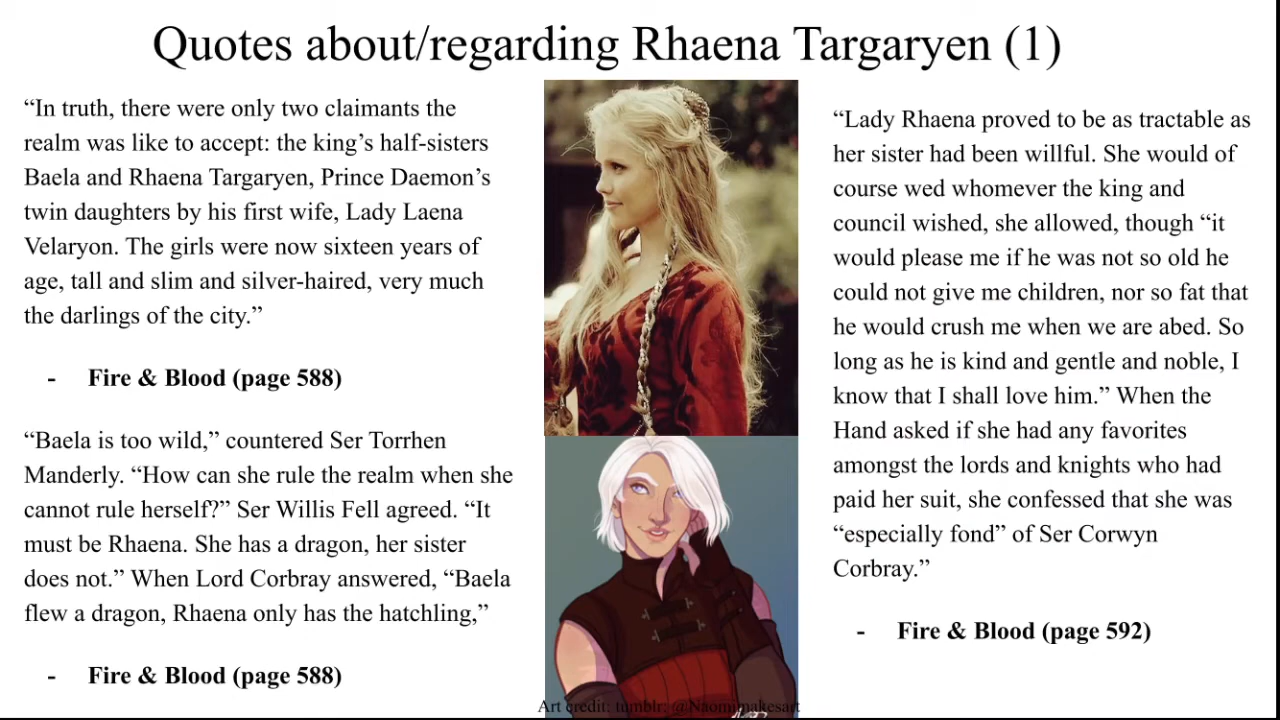 Quotes about/regarding Rhaena Targaryen (1)
“In truth, there were only two claimants the
realm was like to accept: the king’s half-sisters
Baela and Rhaena Targaryen, Prince Daemon’s
twin daughters by his first wife, Lady Laena
Velaryon. The girls were now sixteen years of
age, tall and slim and silver-haired, very much
the darlings of the city.”
- Fire & Blood (page 588)
“Baela is too wild,” countered Ser Torrhen
Manderly. “How can she rule the realm when she
cannot rule herself?” Ser Willis Fell agreed. “It
must be Rhaena. She has a dragon, her sister
does not.” When Lord Corbray answered, “Baela
flew a dragon, Rhaena only has the hatchling,”
- Fire & Blood (page 588)
“Lady Rhaena proved to be as tractable as
her sister had been willful. She would of
course wed whomever the king and
council wished, she allowed, though “it
would please me if he was not so old he
could not give me children, nor so fat that
he would crush me when we are abed. So
long as he is kind and gentle and noble, I
know that I shall love him.” When the
Hand asked if she had any favorites
amongst the lords and knights who had
paid her suit, she confessed that she was
“especially fond” of Ser Corwyn
Corbray.”
- Fire & Blood (page 592)
Art credit: tumblr: @Naomimakesart